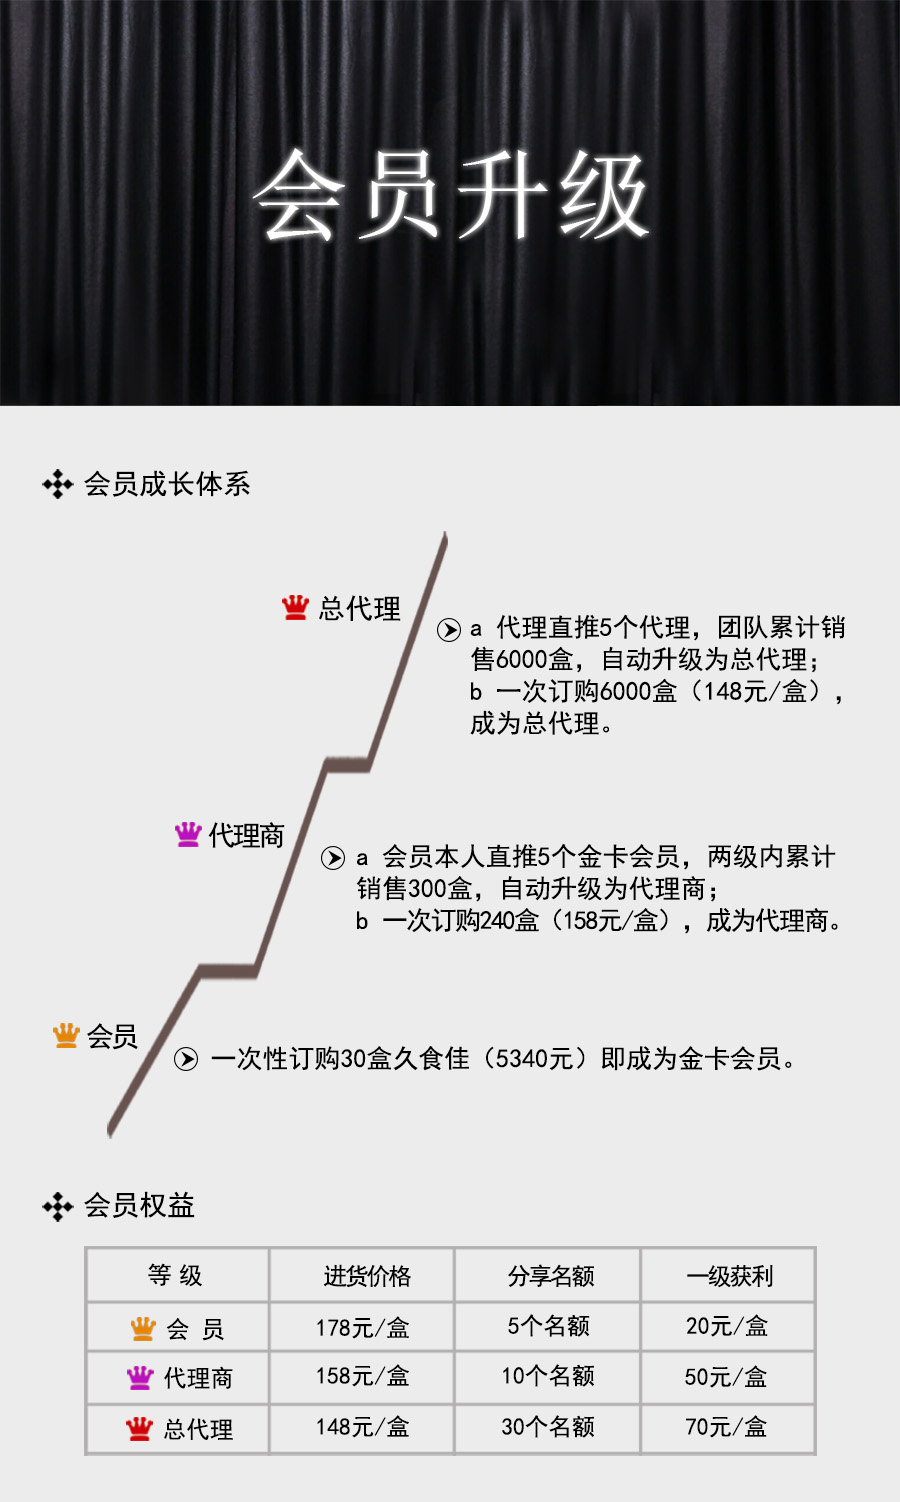 会员升级
会员成长体系
总代理
a 代理直推5个代理，团队累计销
售6000盒，自动升级为总代理；
b 一次订购6000盒（148元/盒），
成为总代理。
代理商
a 会员本人直推5个金卡会员，两级内累计
销售300盒，自动升级为代理商；
b 一次订购240盒（158元/盒），成为代理商。
会员
一次性订购30盒久食佳（5340元）即成为金卡会员。
会员权益
等 级 进货价格 分享名额 一级获利
会 员 178元/盒 5个名额 20元/盒
代理商 158元/盒 10个名额 50元/盒
总代理 148元/盒 30个名额 70元/盒